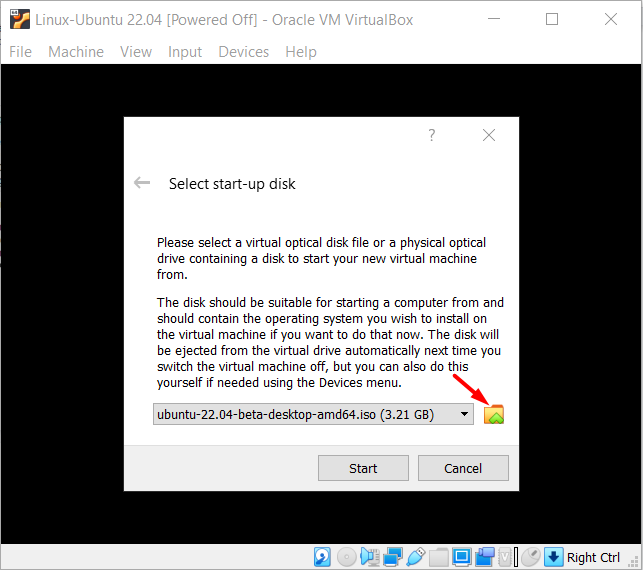 Linux-Ubuntu 22.04 [Powered Off] - Oracle VM VirtualBox
File Machine View Input Devices Help
?
Select start-up disk
Please select a virtual optical disk file or a physical optical
drive containing a disk to start your new virtual machine
from.
The disk should be suitable for starting a computer from and
should contain the operating system you wish to install on
the virtual machine if you want to do that now. The disk will
be ejected from the virtual drive automatically next time you
switch the virtual machine off, but you can also do this
yourself if needed using the Devices menu.
ubuntu-22.04-beta-desktop-amd64.iso (3.21 GB)
Start Cancel
Right Ctrl